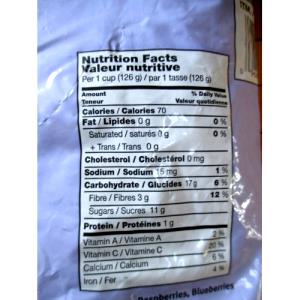 Nutrition Facts
Valeur nutritive
Per 1 cup (126 g) / par 1 tasse (126 g)
Amount % Daily Value
Teneur Valeur quotidienne
Calories / Calories 70
Fat / Lipides 0 g 0 %
Saturated / saturés 0 g 0 %
+ Trans / Trans 0 g
Cholesterol / Cholestérol 0 mg
Sodium / Sodium 15 mg 1 %
Carbohydrate / Glucides 17 g 6 %
Fibre / Fibres 3 g 12 %
Sugars / Sucres 11 g
Protein / Protéines 1 g
Vitamin A / Vitamine A 2 %
Vitamin C / Vitamine C 20 %
Calcium / Calcium 6 %
Iron / Fer 4 %
Raspberries, Blueberries